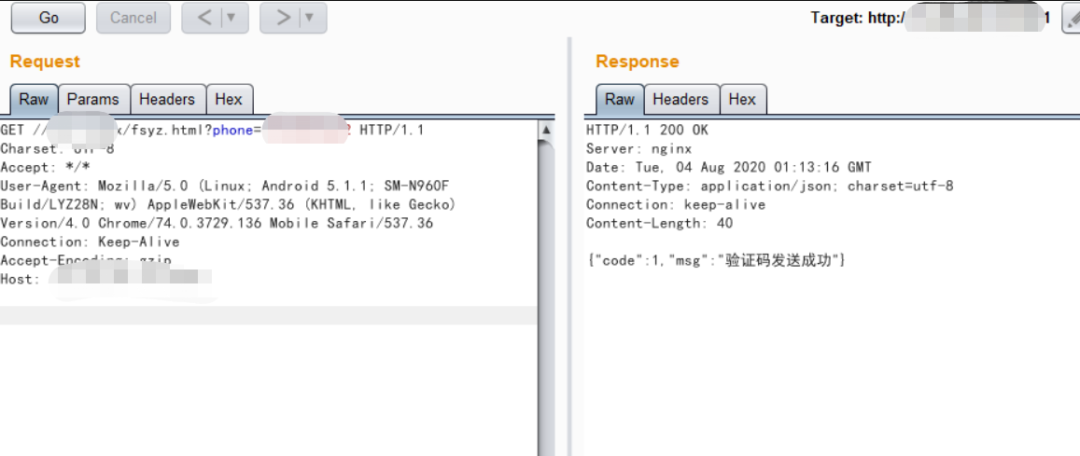 Go Cancel < ▼ > ▼ Target: http:/ 1
Request
Raw Params Headers Hex
GET // x/fsyz.html?phone= 2 HTTP/1.1
Charset: UTF-8
Accept: */*
User-Agent: Mozilla/5.0 (Linux; Android 5.1.1; SM-N960F
Build/LYZ28N; wv) AppleWebKit/537.36 (KHTML, like Gecko)
Version/4.0 Chrome/74.0.3729.136 Mobile Safari/537.36
Connection: Keep-Alive
Accept-Encoding: gzip
Host:
Response
Raw Headers Hex
HTTP/1.1 200 OK
Server: nginx
Date: Tue, 04 Aug 2020 01:13:16 GMT
Content-Type: application/json; charset=utf-8
Connection: keep-alive
Content-Length: 40
{"code":1,"msg":"验证码发送成功"}